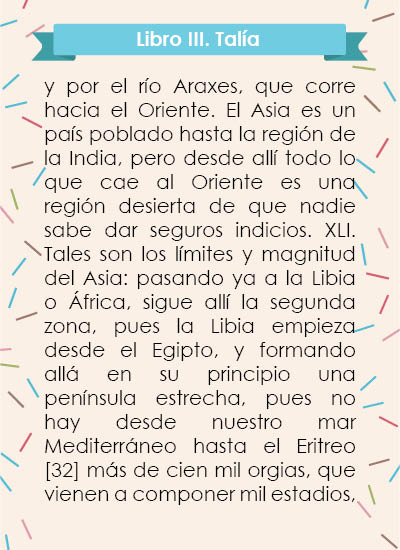 Libro III. Talía
y por el río Araxes, que corre
hacia el Oriente. El Asia es un
país poblado hasta la región de
la India, pero desde allí todo lo
que cae al Oriente es una
región desierta de que nadie
sabe dar seguros indicios. XLI.
Tales son los límites y magnitud
del Asia: pasando ya a la Libia
o África, sigue allí la segunda
zona, pues la Libia empieza
desde el Egipto, y formando
allá en su principio una
península estrecha, pues no
hay desde nuestro mar
Mediterráneo hasta el Eritreo
[32] más de cien mil orgias, que
vienen a componer mil estadios,